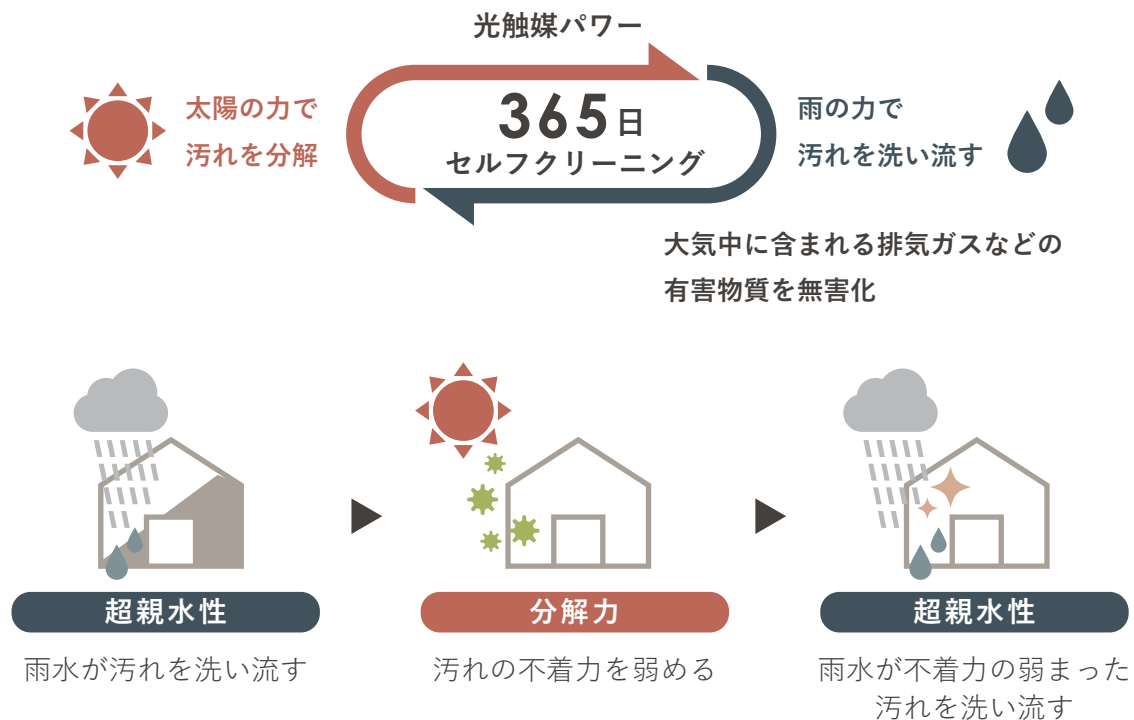 光触媒パワー
太陽の力で
汚れを分解
365日
セルフクリーニング
雨の力で
汚れを洗い流す
大気中に含まれる排気ガスなどの
有害物質を無害化
超親水性
雨水が汚れを洗い流す
分解力
汚れの不着力を弱める
超親水性
雨水が不着力の弱まった
汚れを洗い流す